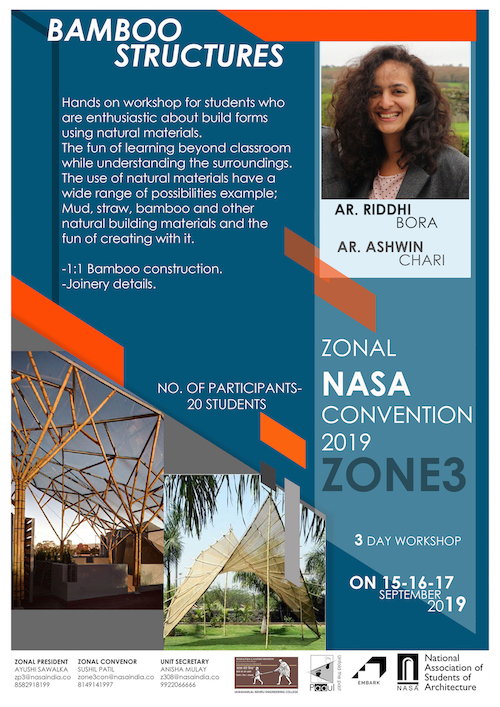 BAMBOO
STRUCTURES
Hands on workshop for students who
are enthusiastic about build forms
using natural materials.
The fun of learning beyond classroom
while understanding the surroundings.
The use of natural materials have a
wide range of possibilities example;
Mud, straw, bamboo and other
natural building materials and the
fun of creating with it.
-1:1 Bamboo construction.
-Joinery details.
AR. RIDDHI
BORA
AR. ASHWIN
CHARI
NO. OF PARTICIPANTS-
20 STUDENTS
ZONAL
NASA
CONVENTION
2019
ZONE3
3 DAY WORKSHOP
ON 15-16-17
SEPTEMBER
2019
ZONAL PRESIDENT
AYUSHI SAWALKA
zp3@nasaindia.co
8582918199
ZONAL CONVENOR
SUSHIL PATIL
zone3con@nasaindia.co
8149141997
UNIT SECRETARY
ANISHA MULAY
z308@nasaindia.co
9922066666
unfold the past
EMBARK
NASA
National
Association of
Students of
Architecture